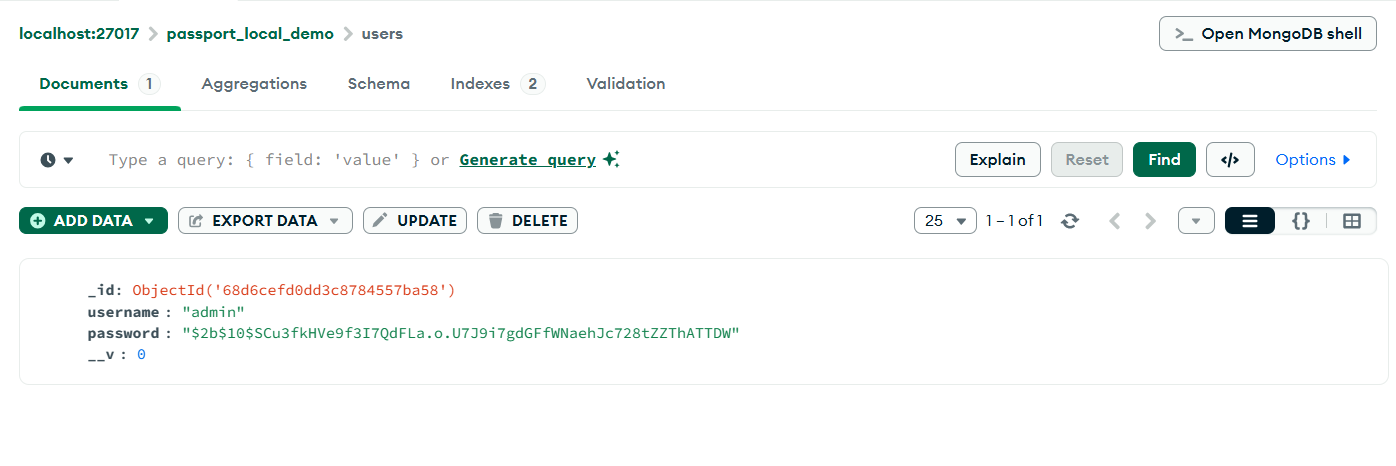 localhost:27017 > passport_local_demo > users
>_ Open MongoDB shell
Documents 1 Aggregations Schema Indexes 2 Validation
Type a query: { field: 'value' } or Generate query
Explain Reset Find </> Options
ADD DATA EXPORT DATA UPDATE DELETE 25 1 – 1 of 1 {}
_id: ObjectId('68d6cefd0dd3c8784557ba58')
username : "admin"
password : "$2b$10$SCu3fkHVe9f3I7QdFLa.o.U7J9i7gdGFfWNaehJc728tZZThATTDW"
__v : 0